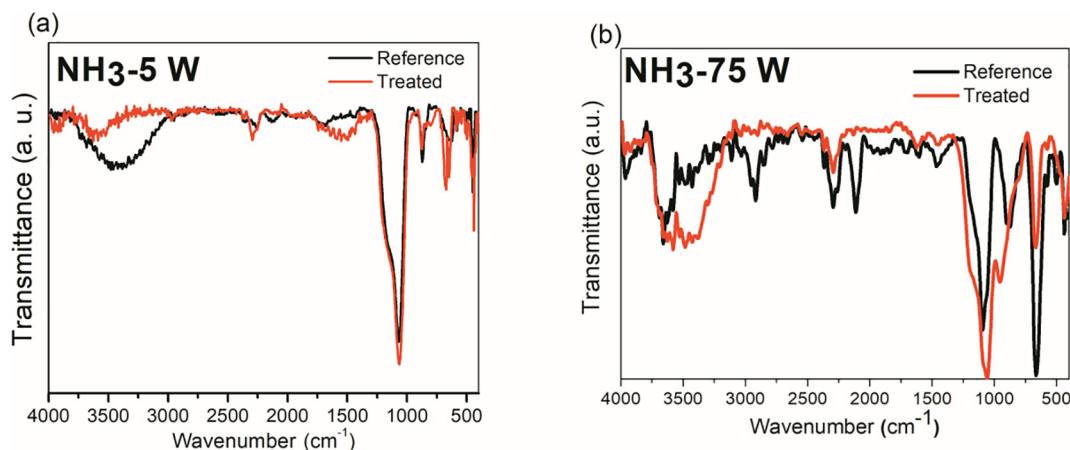 (a)
NH3-5 W
Reference
Treated
Transmittance (a. u.)
4000 3500 3000 2500 2000 1500 1000 500
Wavenumber (cm-1)
(b)
NH3-75 W
Reference
Treated
Transmittance (a. u.)
4000 3500 3000 2500 2000 1500 1000 500
Wavenumber (cm-1)